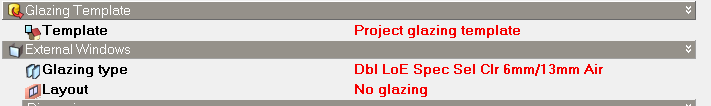 Glazing Template
Template Project glazing template
External Windows
Glazing type Dbl LoE Spec Sel Clr 6mm/13mm Air
Layout No glazing